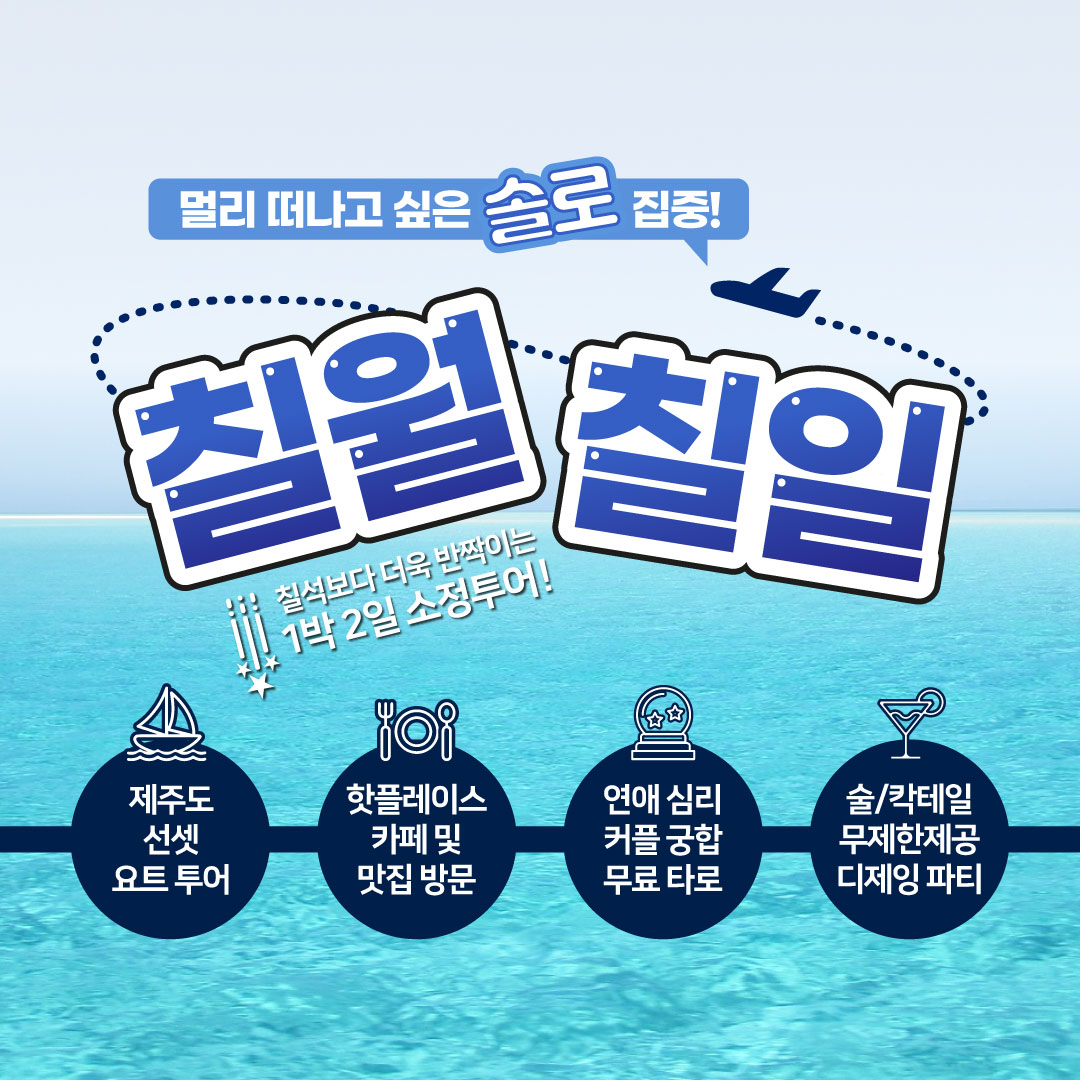 멀리 떠나고 싶은 솔로 집중!
칠월 칠일
칠석보다 더욱 반짝이는
1박 2일 소정투어!
제주도
선셋
요트 투어
핫플레이스
카페 및
맛집 방문
연애 심리
커플 궁합
무료 타로
술/칵테일
무제한제공
디제잉 파티